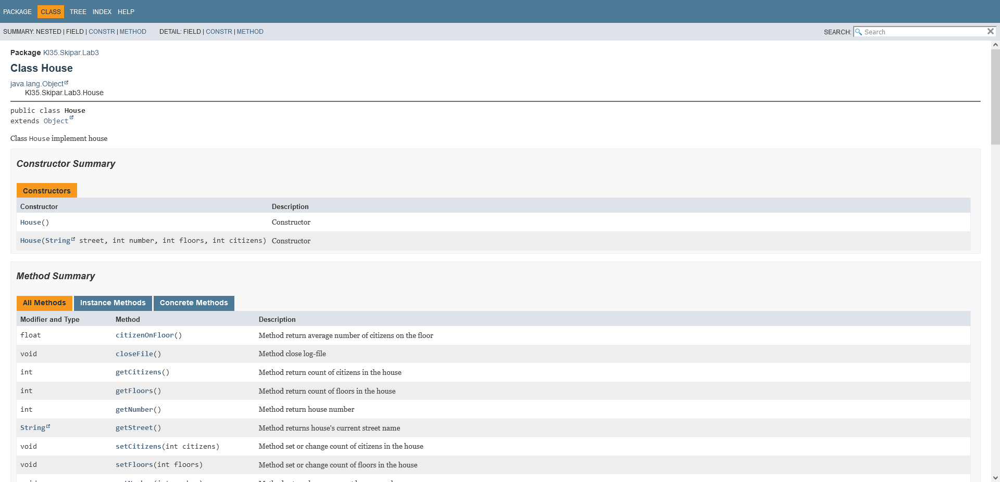 PACKAGE CLASS TREE INDEX HELP
SUMMARY: NESTED | FIELD | CONSTR | METHOD DETAIL: FIELD | CONSTR | METHOD SEARCH: Search
Package KI35.Skipar.Lab3
Class House
java.lang.Object
KI35.Skipar.Lab3.House
public class House
extends Object
Class House implement house
Constructor Summary
Constructors
Constructor Description
House() Constructor
House(String street, int number, int floors, int citizens) Constructor
Method Summary
All Methods Instance Methods Concrete Methods
Modifier and Type Method Description
float citizenOnFloor() Method return average number of citizens on the floor
void closeFile() Method close log-file
int getCitizens() Method return count of citizens in the house
int getFloors() Method return count of floors in the house
int getNumber() Method return house number
String getStreet() Method returns house's current street name
void setCitizens(int citizens) Method set or change count of citizens in the house
void setFloors(int floors) Method set or change count of floors in the house